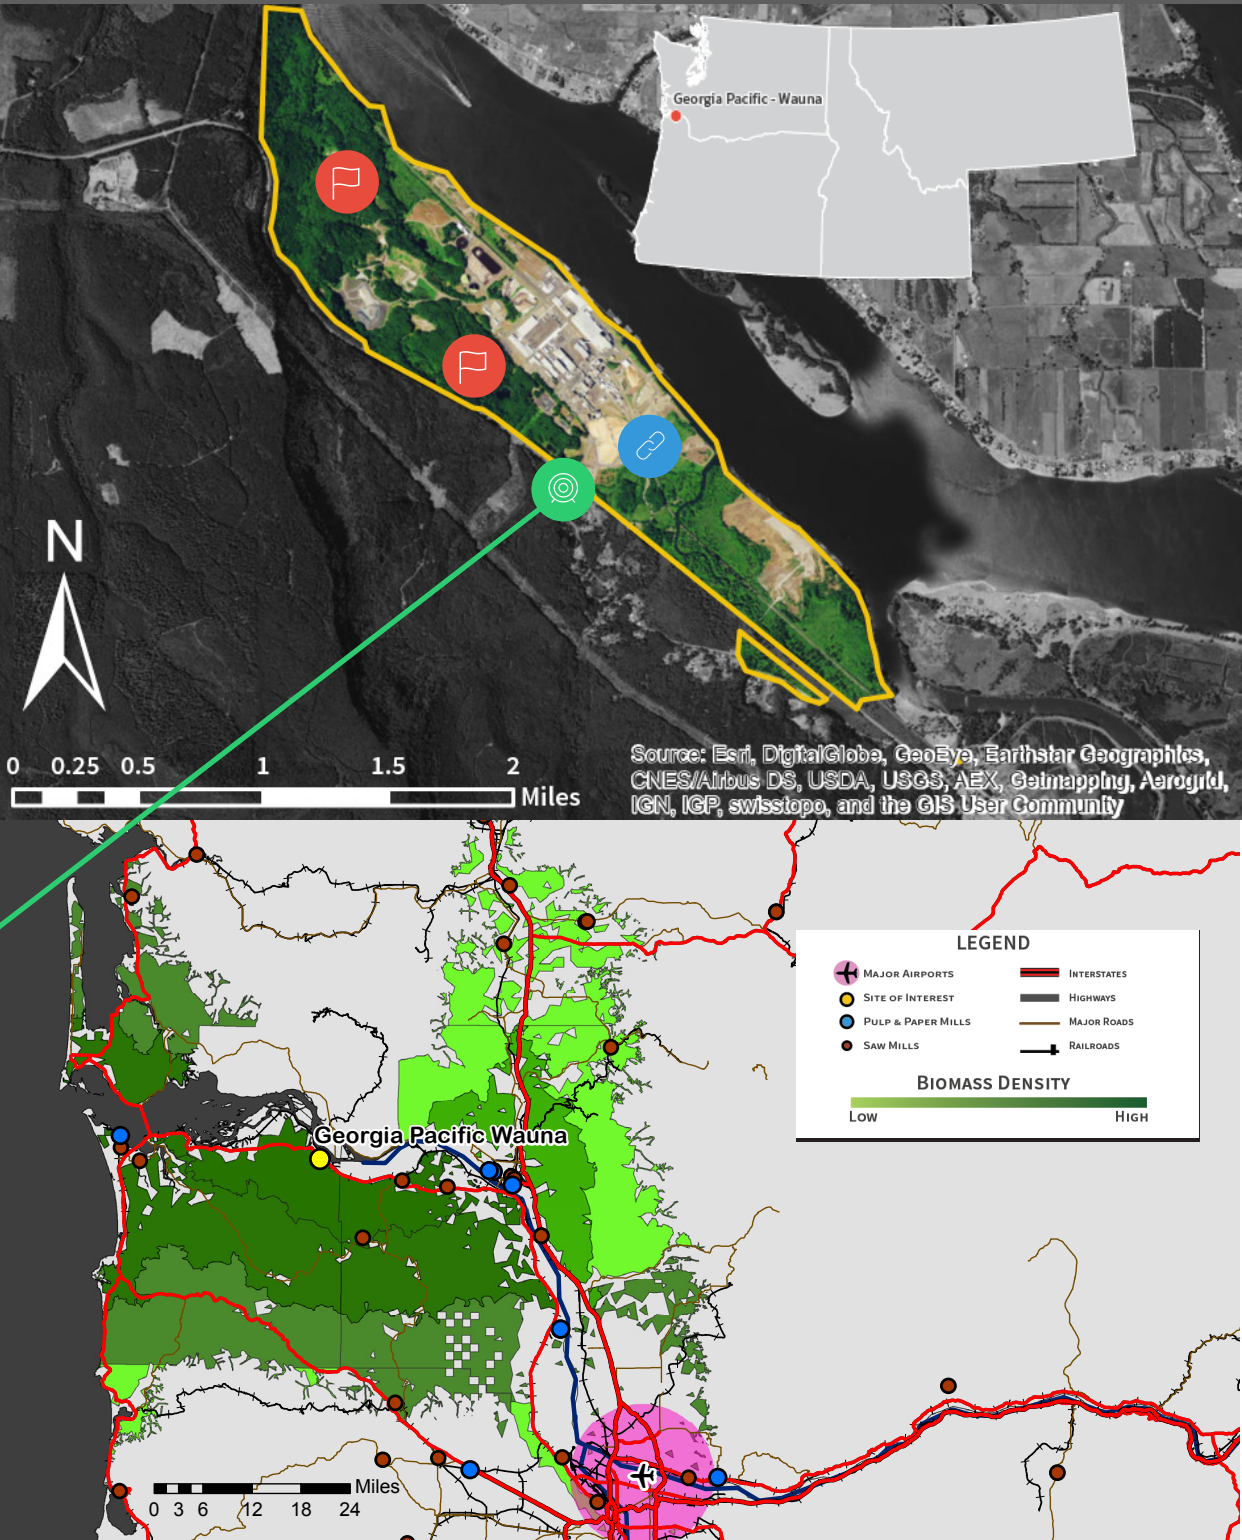 Georgia Pacific - Wauna
N
0 0.25 0.5 1 1.5 2
Miles
Source: Esri, DigitalGlobe, GeoEye, Earthstar Geographics,
CNES/Airbus DS, USDA, USGS, AEX, Getmapping, Aerogrid,
IGN, IGP, swisstopo, and the GIS User Community
LEGEND
MAJOR AIRPORTS
SITE OF INTEREST
PULP & PAPER MILLS
SAW MILLS
INTERSTATES
HIGHWAYS
MAJOR ROADS
RAILROADS
BIOMASS DENSITY
LOW HIGH
Georgia Pacific Wauna
Miles
0 3 6 12 18 24